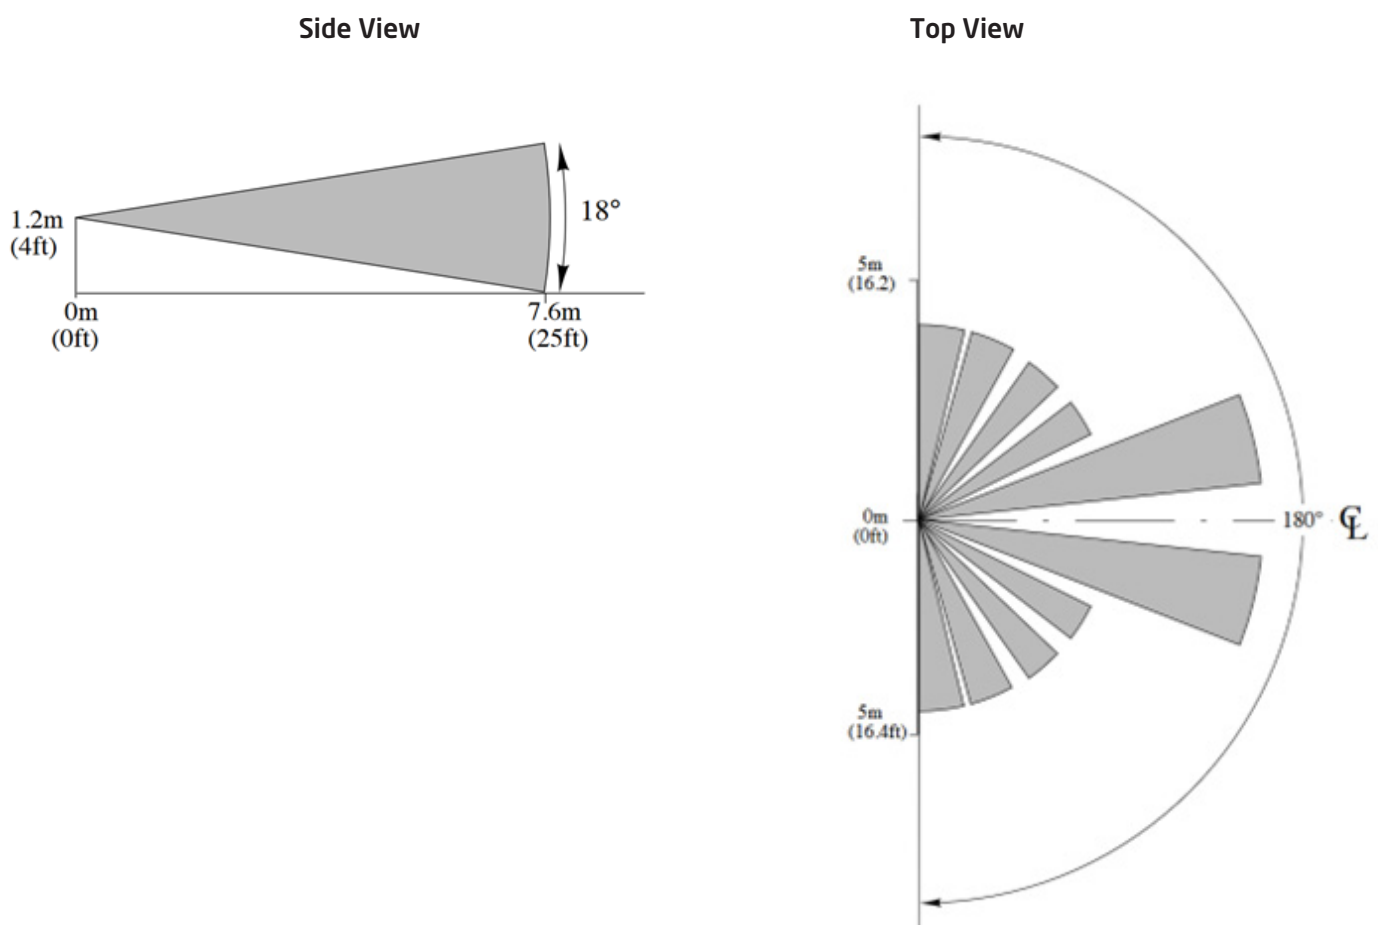 Side View
Top View
1.2m
(4ft)
18°
0m
(0ft)
7.6m
(25ft)
5m
(16.2)
0m
(0ft)
180° ℄
5m
(16.4ft)